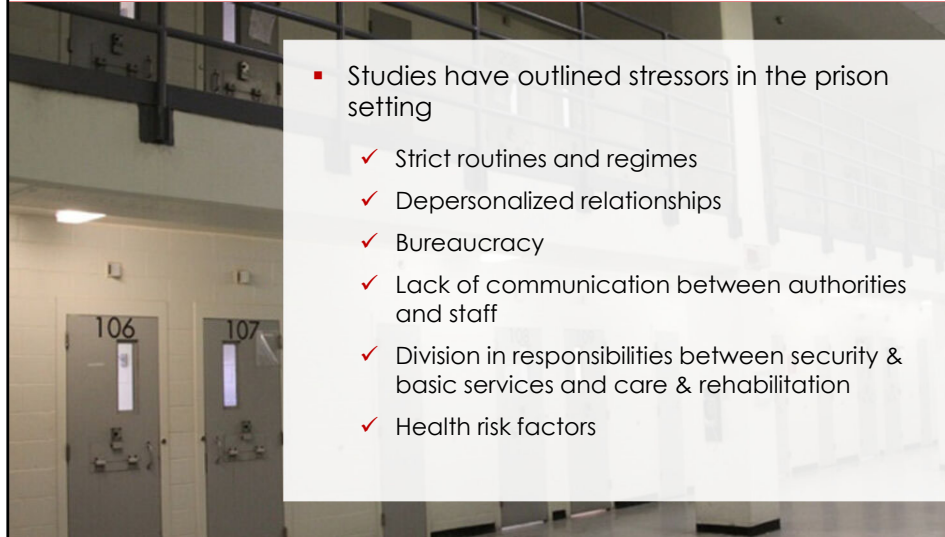 ▪ Studies have outlined stressors in the prison
setting
✓ Strict routines and regimes
✓ Depersonalized relationships
✓ Bureaucracy
✓ Lack of communication between authorities
and staff
✓ Division in responsibilities between security &
basic services and care & rehabilitation
✓ Health risk factors
106
107